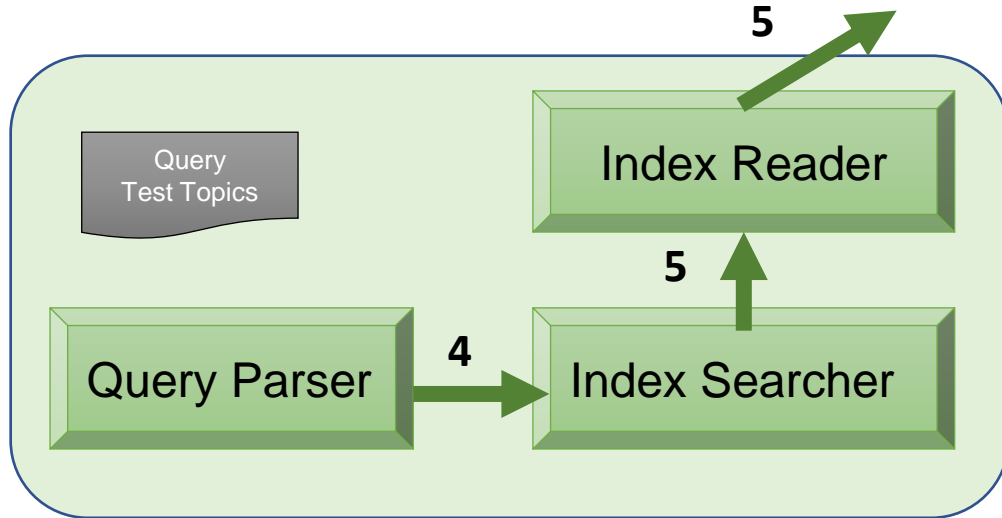 5
Query
Test Topics
Index Reader
5
4
Query Parser
Index Searcher